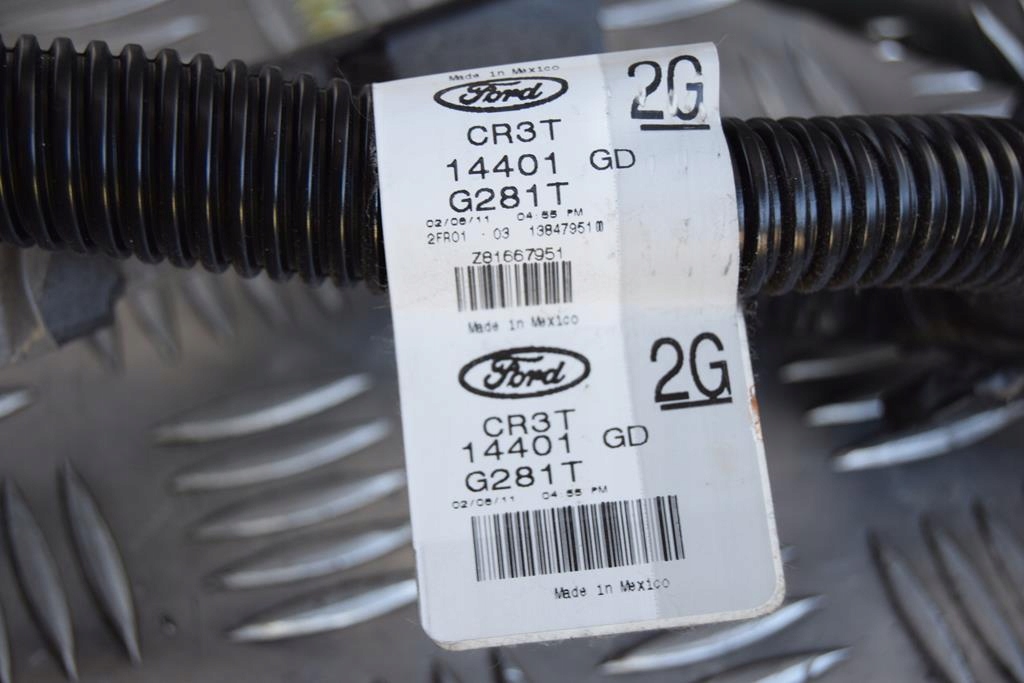 Made in Mexico
Ford 2G
CR3T
14401 GD
G281T
02/08/11 04:55 PM
2FR01 03 13847951
Z81667951
Made in Mexico
Ford 2G
CR3T
14401 GD
G281T
02/08/11 04:55 PM
Made in Mexico